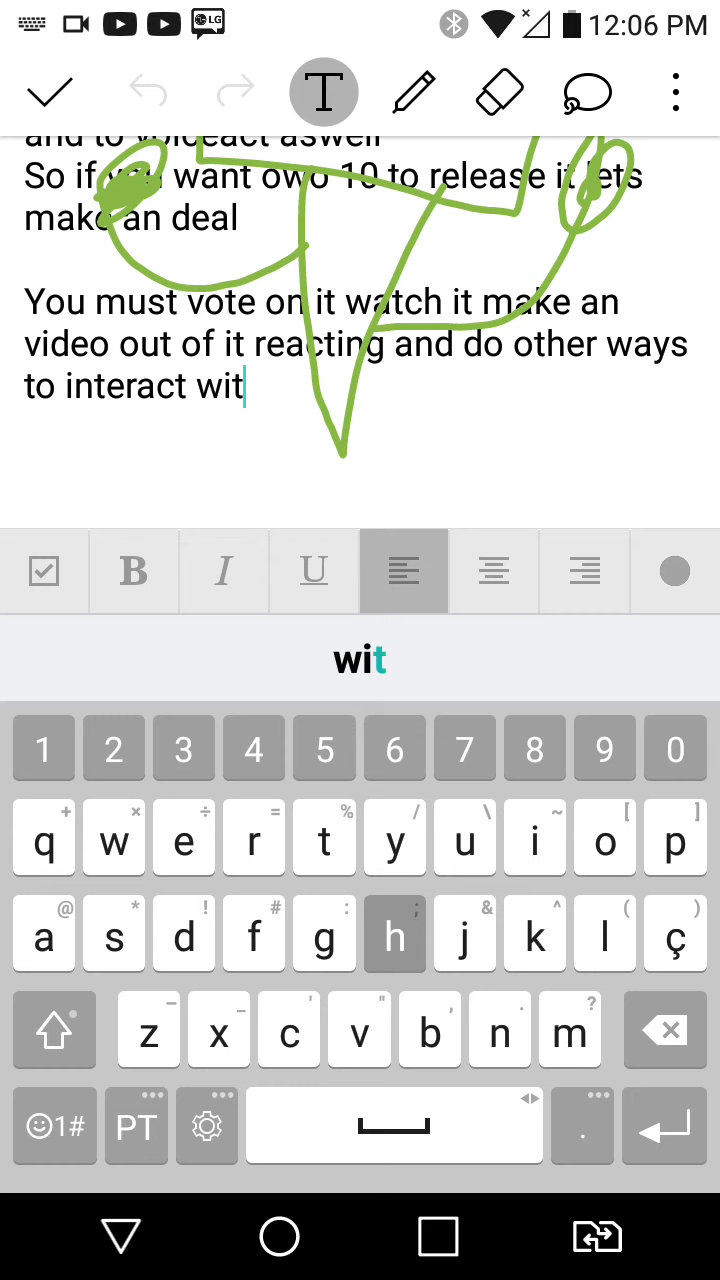 LG
12:06 PM
T
and to voiceact aswell
So if you want owo 10 to release it lets
make an deal
You must vote on it watch it make an
video out of it reacting and do other ways
to interact wit
B I U
wit
1 2 3 4 5 6 7 8 9 0
+ × ÷ = % / \ ~ [ ]
q w e r t y u i o p
@ * ! # : ; & ^ ( )
a s d f g h j k l ç
– _ ' " , . ?
z x c v b n m
1# PT .